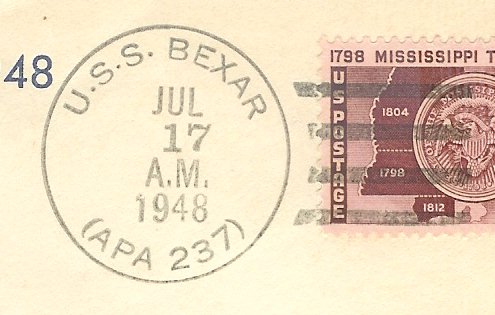 48
U.S.S. BEXAR
JUL
17
A.M.
1948
(APA 237)
1798 MISSISSIPPI T
US POSTAGE
1804
1798
1812